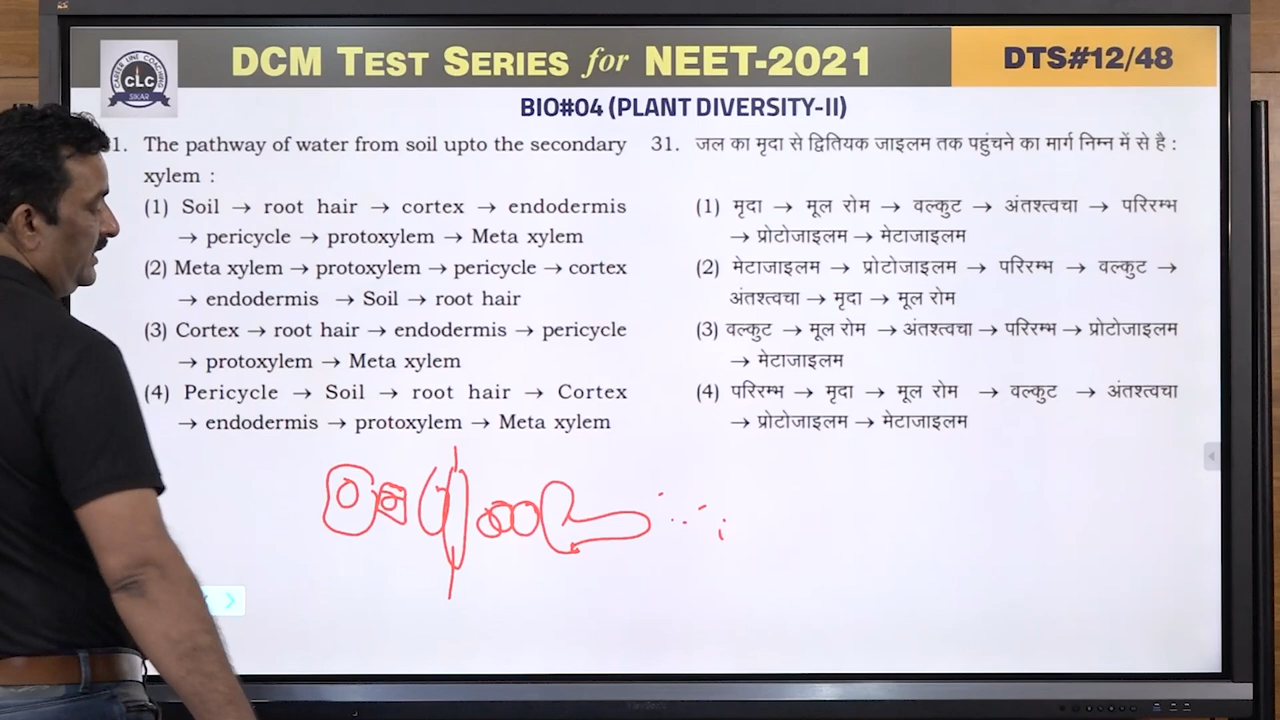 DCM TEST SERIES for NEET-2021
DTS#12/48
CAREER LINE COACHING
CLC
SIKAR
BIO#04 (PLANT DIVERSITY-II)
1. The pathway of water from soil upto the secondary
xylem :
(1) Soil → root hair → cortex → endodermis
→ pericycle → protoxylem → Meta xylem
(2) Meta xylem → protoxylem → pericycle → cortex
→ endodermis → Soil → root hair
(3) Cortex → root hair → endodermis → pericycle
→ protoxylem → Meta xylem
(4) Pericycle → Soil → root hair → Cortex
→ endodermis → protoxylem → Meta xylem
31. जल का मृदा से द्वितियक जाइलम तक पहुंचने का मार्ग निम्न में से है :
(1) मृदा → मूल रोम → वल्कुट → अंतश्त्वचा → परिरम्भ
→ प्रोटोजाइलम → मेटाजाइलम
(2) मेटाजाइलम → प्रोटोजाइलम → परिरम्भ → वल्कुट →
अंतश्त्वचा → मृदा → मूल रोम
(3) वल्कुट → मूल रोम → अंतश्त्वचा → परिरम्भ → प्रोटोजाइलम
→ मेटाजाइलम
(4) परिरम्भ → मृदा → मूल रोम → वल्कुट → अंतश्त्वचा
→ प्रोटोजाइलम → मेटाजाइलम